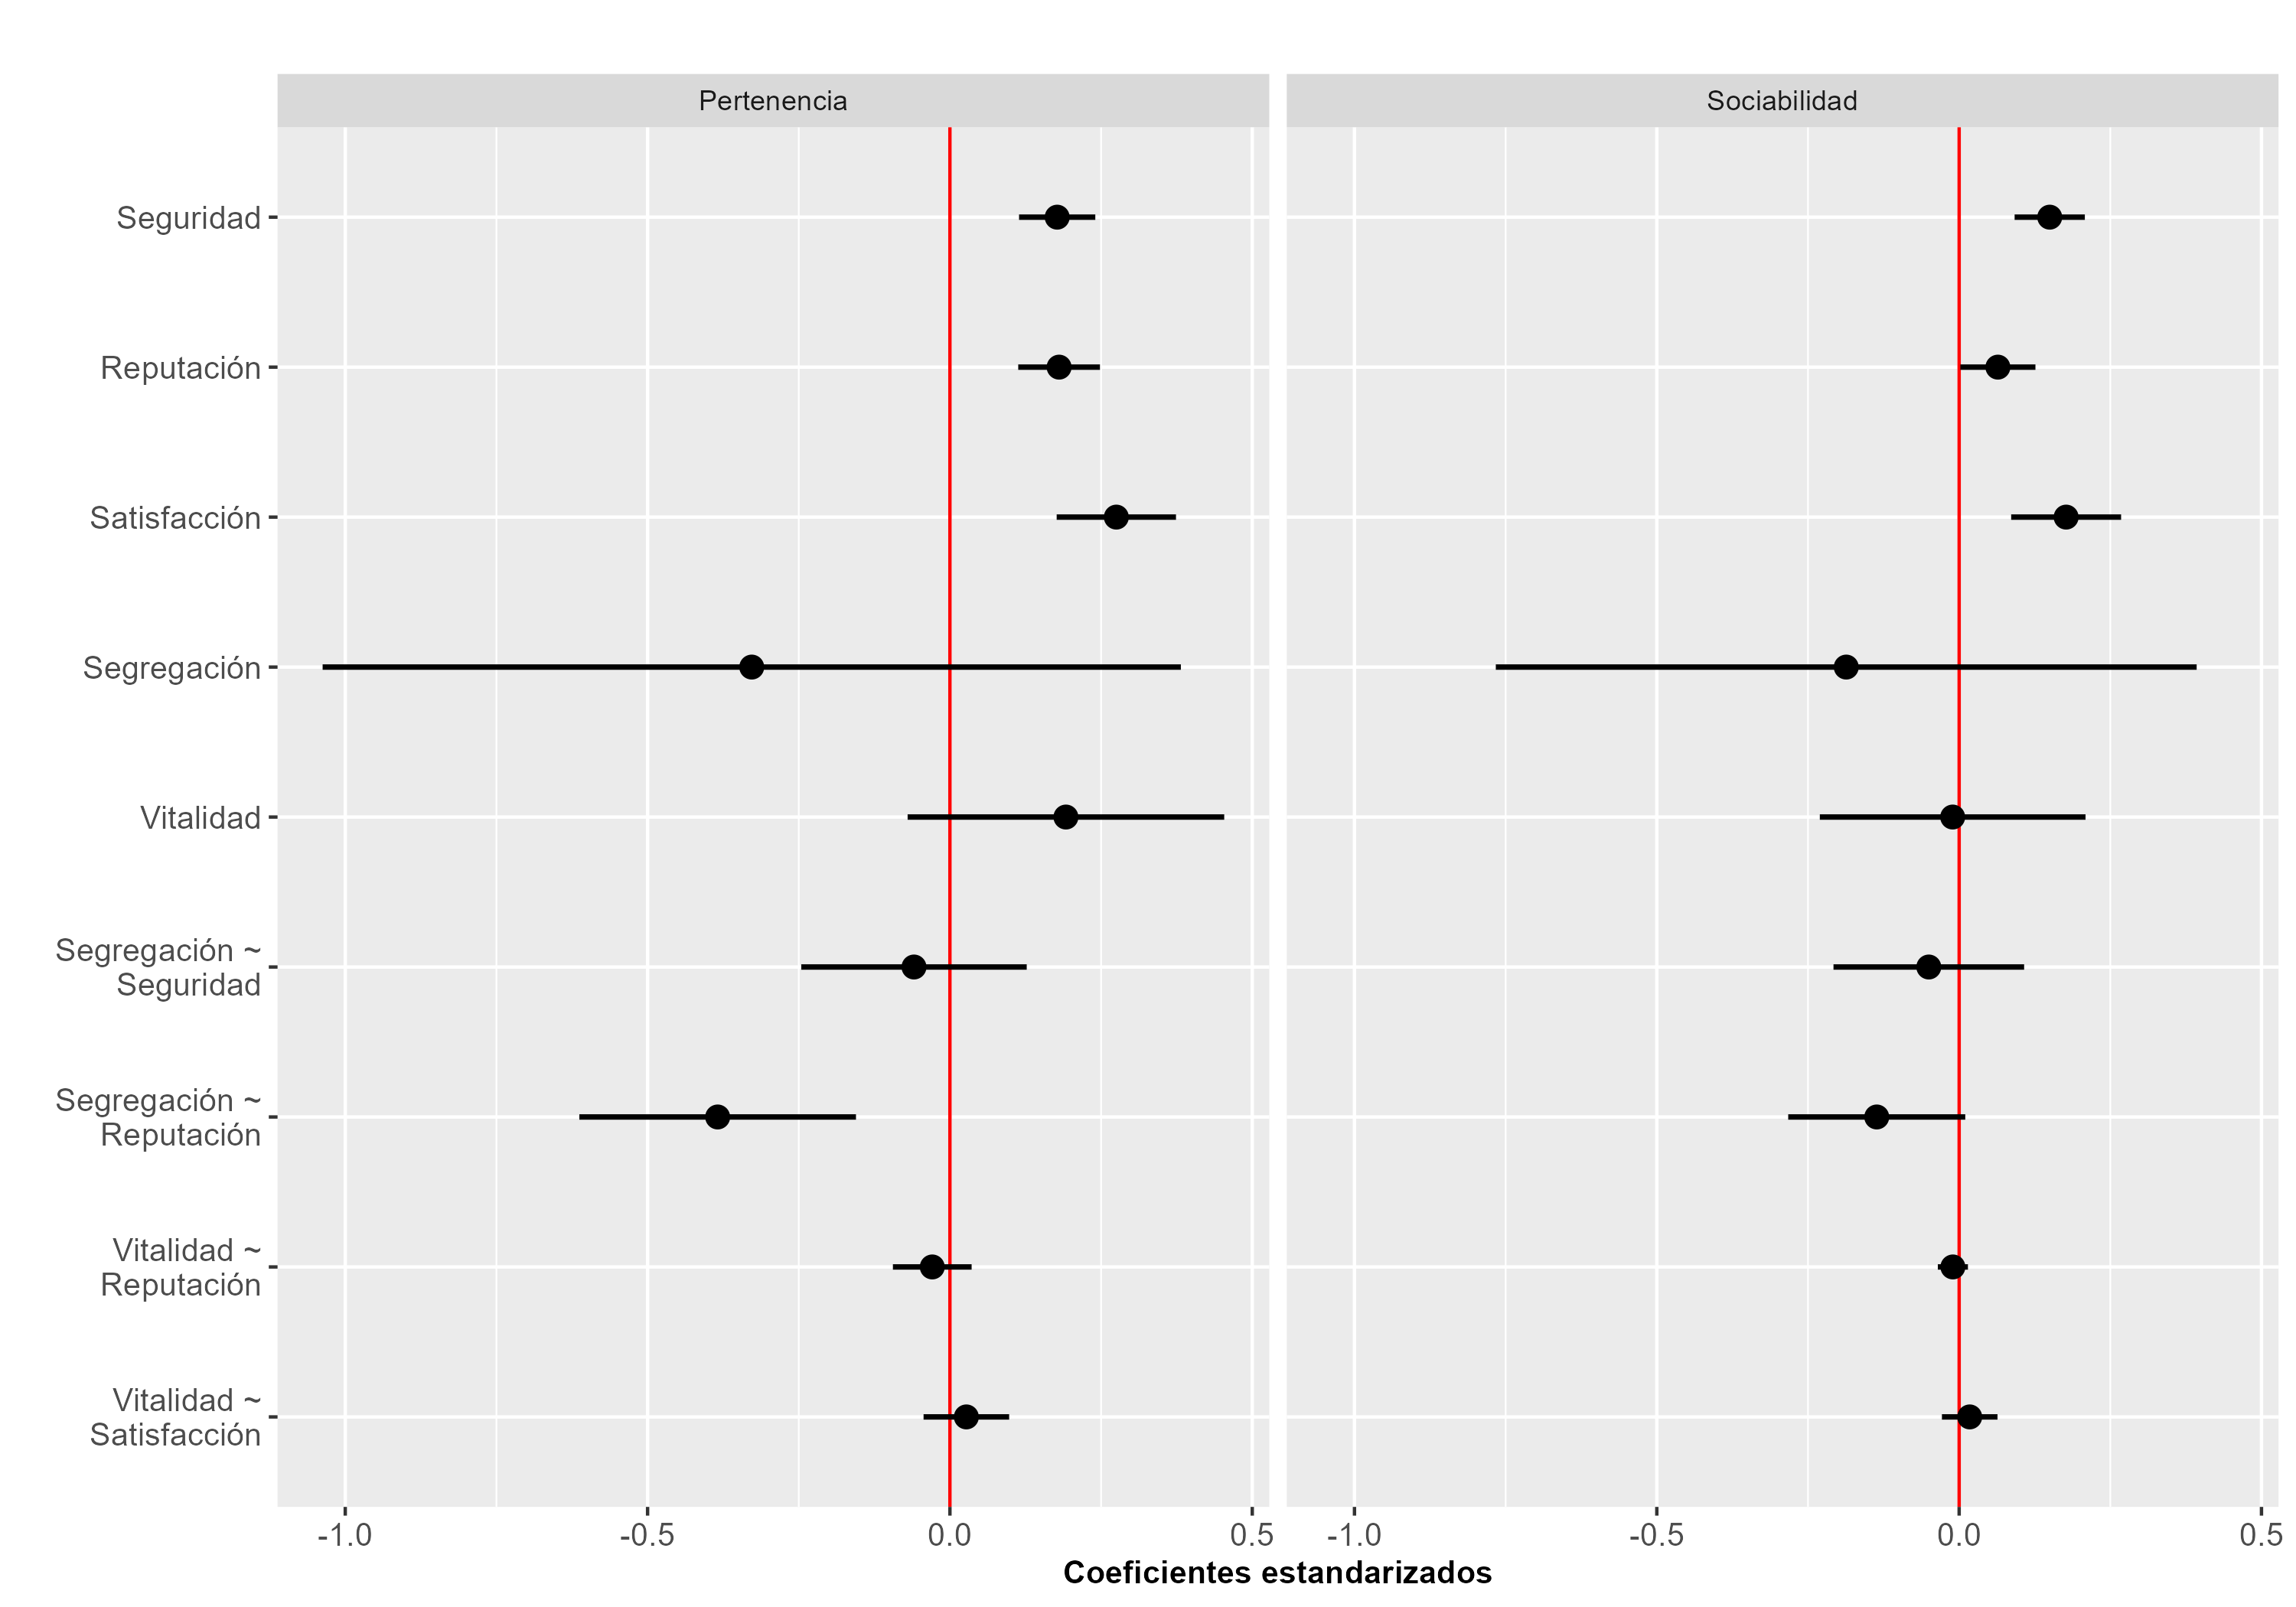 Pertenencia
Sociabilidad
Seguridad
Reputación
Satisfacción
Segregación
Vitalidad
Segregación ~
Seguridad
Segregación ~
Reputación
Vitalidad ~
Reputación
Vitalidad ~
Satisfacción
-1.0 -0.5 0.0 0.5 -1.0 -0.5 0.0 0.5
Coeficientes estandarizados